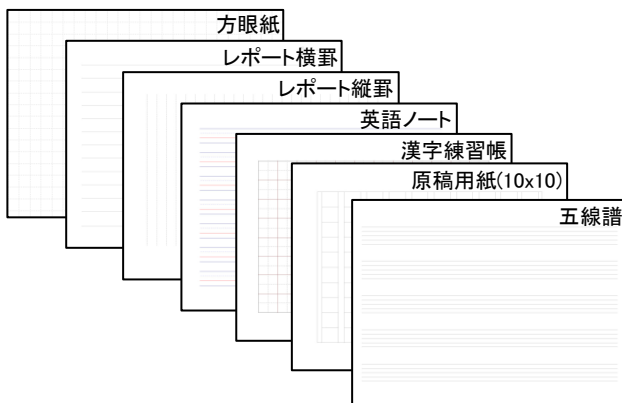 方眼紙
レポート横罫
レポート縦罫
英語ノート
漢字練習帳
原稿用紙(10x10)
五線譜